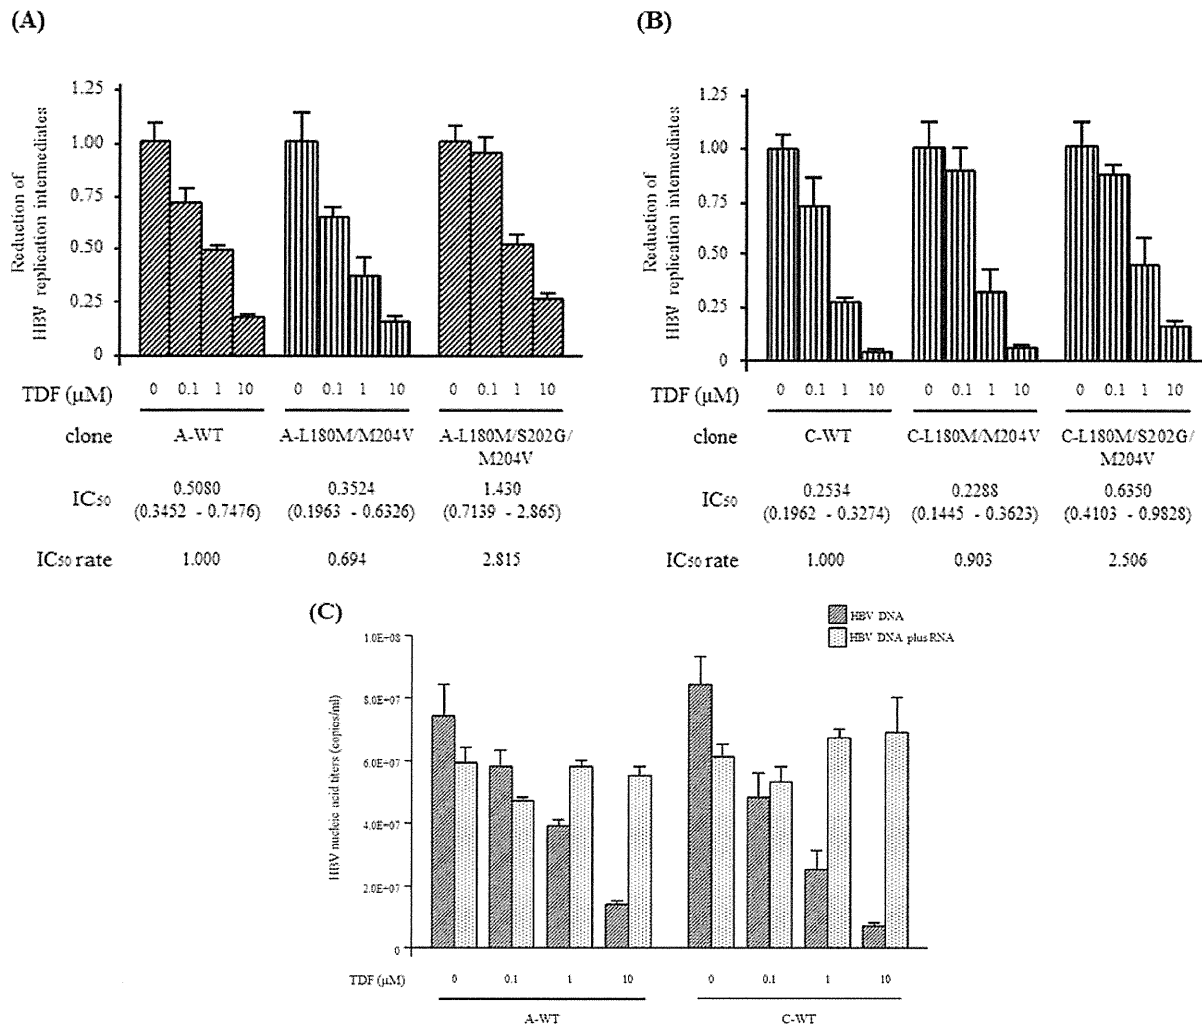 (A)
Reduction of
HBV replication intermediates
1.25
1.00
0.75
0.50
0.25
0
TDF (μM) 0 0.1 1 10 0 0.1 1 10 0 0.1 1 10
clone A-WT A-L180M/M204V A-L180M/S202G/
M204V
IC50 0.5080 0.3524 1.430
(0.3452 - 0.7476) (0.1963 - 0.6326) (0.7139 - 2.865)
IC50 rate 1.000 0.694 2.815
(B)
Reduction of
HBV replication intermediates
1.25
1.00
0.75
0.50
0.25
0
TDF (μM) 0 0.1 1 10 0 0.1 1 10 0 0.1 1 10
clone C-WT C-L180M/M204V C-L180M/S202G/
M204V
IC50 0.2534 0.2288 0.6350
(0.1962 - 0.3274) (0.1445 - 0.3623) (0.4103 - 0.9828)
IC50 rate 1.000 0.903 2.506
(C)
HBV DNA
HBV DNA plus RNA
HBV nucleic acid titers (copies/ml)
1.0E+08
8.0E+07
6.0E+07
4.0E+07
2.0E+07
0
TDF (μM) 0 0.1 1 10 0 0.1 1 10
A-WT C-WT